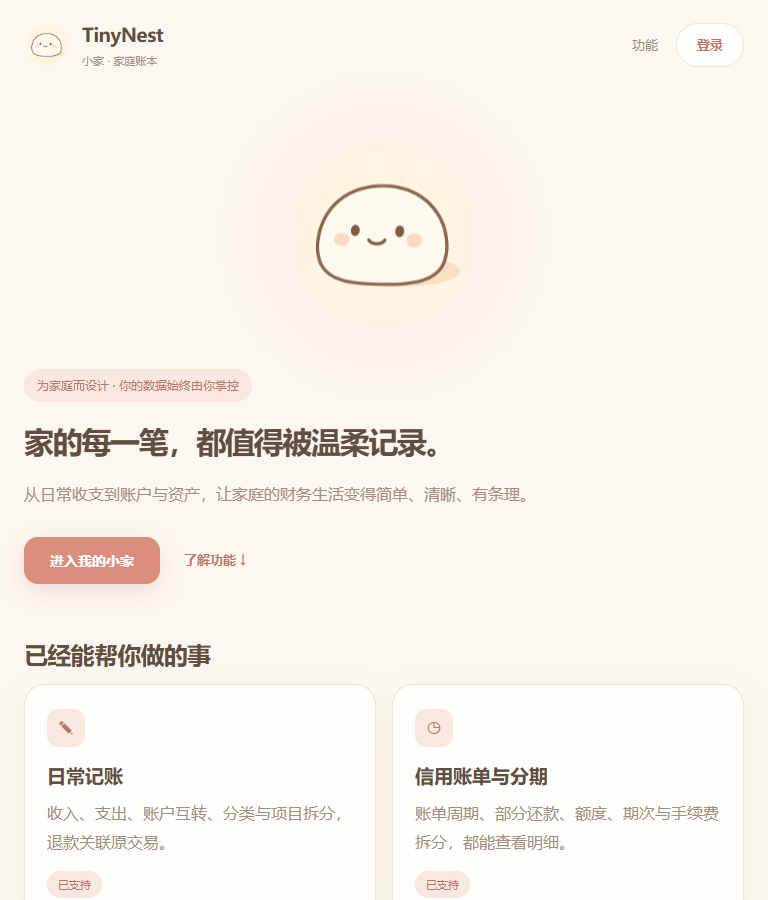 TinyNest
小家 · 家庭账本
功能
登录
为家庭而设计 · 你的数据始终由你掌控
家的每一笔，都值得被温柔记录。
从日常收支到账户与资产，让家庭的财务生活变得简单、清晰、有条理。
进入我的小家
了解功能 ↓
已经能帮你做的事
日常记账
收入、支出、账户互转、分类与项目拆分，
退款关联原交易。
已支持
信用账单与分期
账单周期、部分还款、额度、期次与手续费
拆分，都能查看明细。
已支持